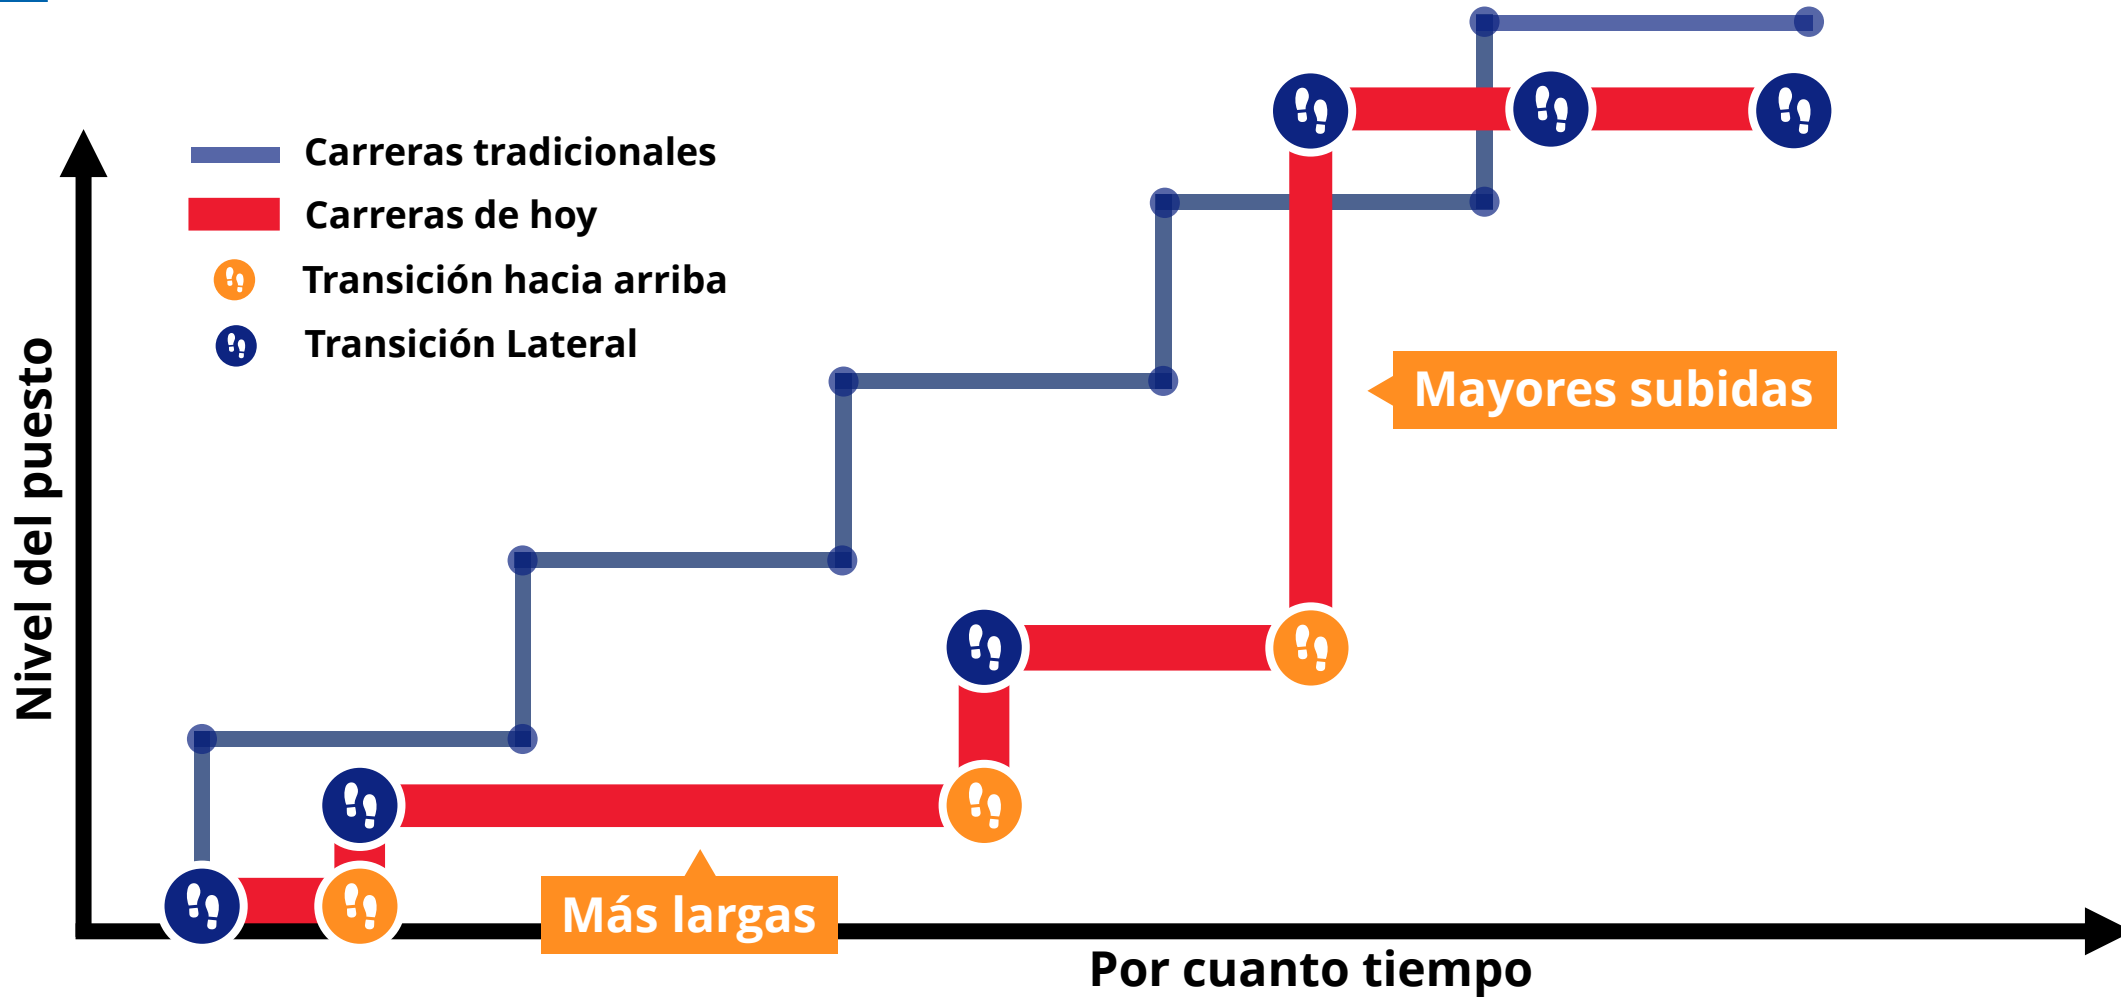 Carreras tradicionales
Carreras de hoy
Transición hacia arriba
Transición Lateral
Nivel del puesto
Mayores subidas
Más largas
Por cuanto tiempo